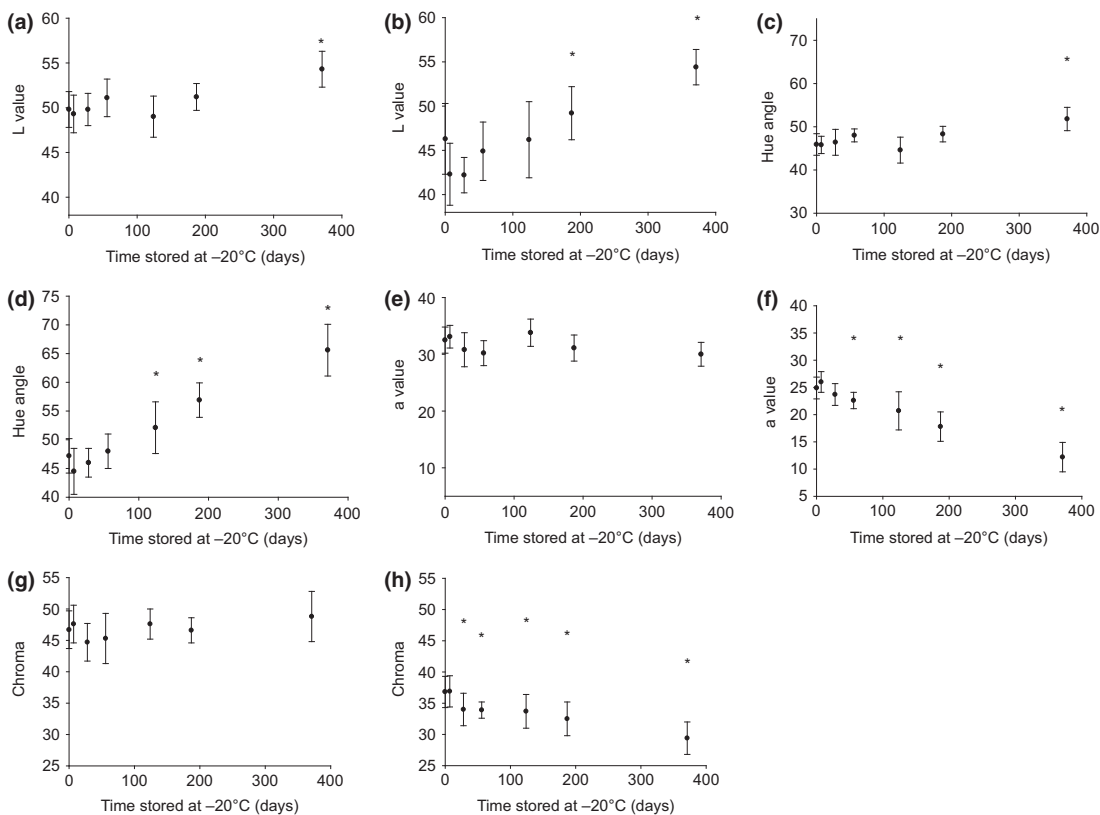 (a)
60
*
55
50
45
40
L value
0 100 200 300 400
Time stored at –20°C (days)
(b)
60
*
*
55
50
45
40
L value
0 100 200 300 400
Time stored at –20°C (days)
(c)
70
*
60
50
40
30
Hue angle
0 100 200 300 400
Time stored at –20°C (days)
(d)
75
* * *
70
65
60
55
50
45
40
Hue angle
0 100 200 300 400
Time stored at –20°C (days)
(e)
40
30
20
10
a value
0 100 200 300 400
Time stored at –20°C (days)
(f)
40
* * * *
35
30
25
20
15
10
5
a value
0 100 200 300 400
Time stored at –20°C (days)
(g)
55
50
45
40
35
30
25
Chroma
0 100 200 300 400
Time stored at –20°C (days)
(h)
55
* * * * *
50
45
40
35
30
25
Chroma
0 100 200 300 400
Time stored at –20°C (days)